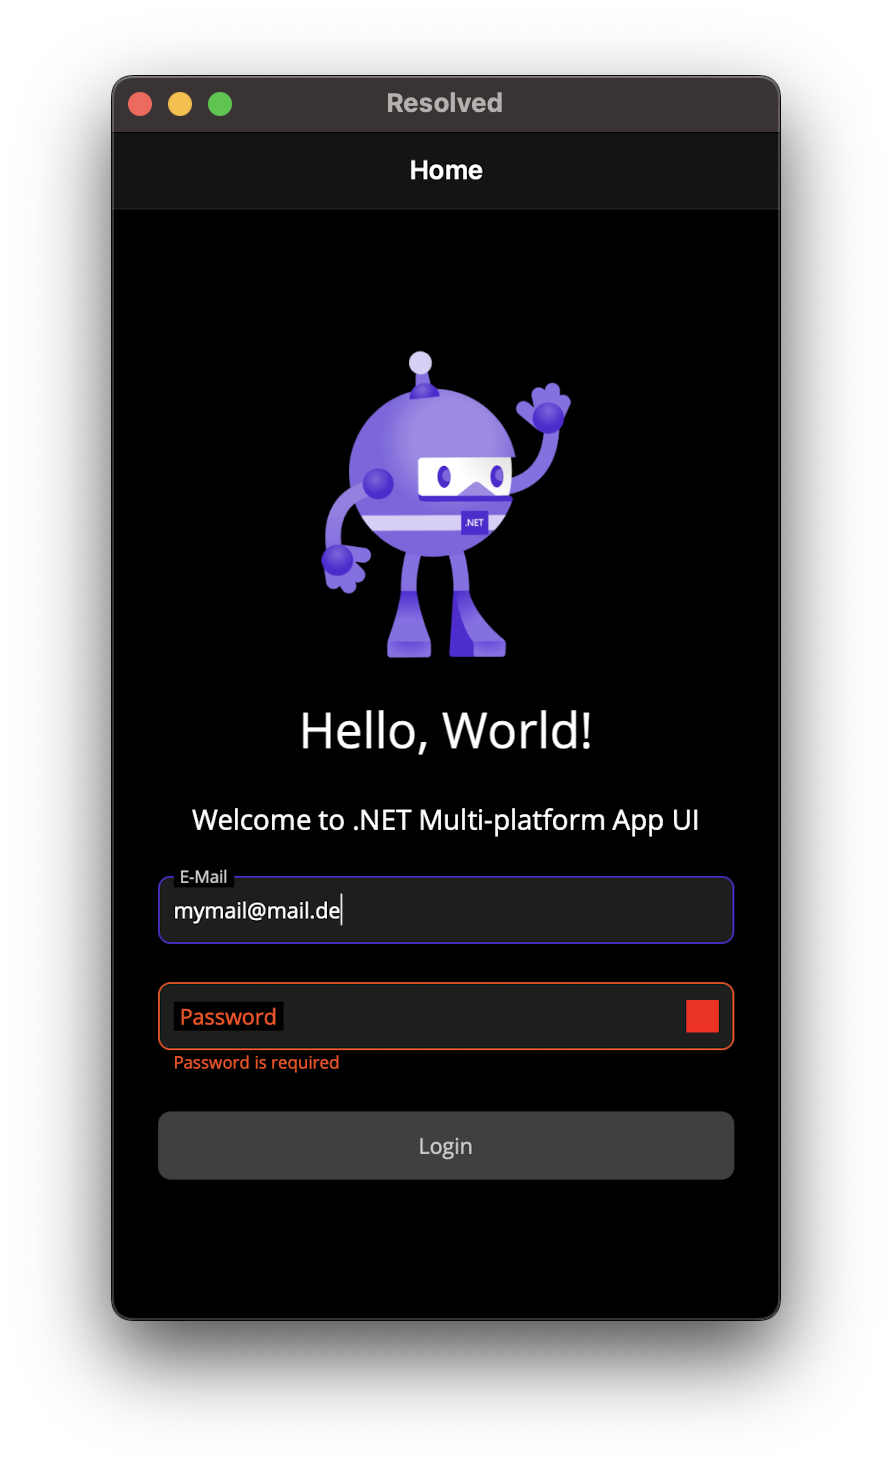 Resolved
Home
.NET
Hello, World!
Welcome to .NET Multi-platform App UI
E-Mail
mymail@mail.de
Password
Password is required
Login